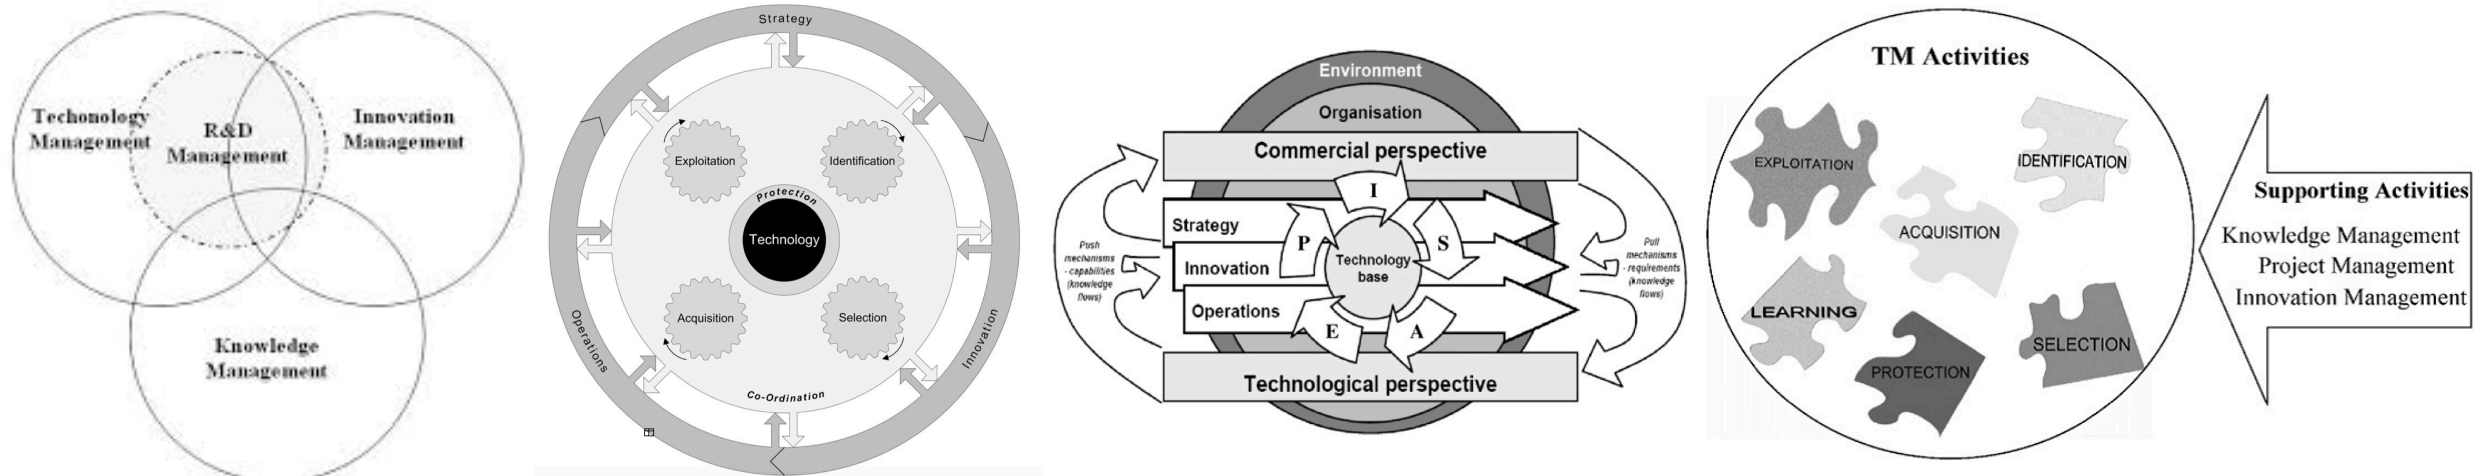 Techonology
Management
R&D
Management
Innovation
Management
Knowledge
Management
Strategy
Exploitation
Identification
Protection
Technology
Acquisition
Selection
Operations
Innovation
Co-Ordination
Environment
Organisation
Commercial perspective
I
Strategy
P
S
Push
mechanisms
- capabilities
(knowledge
flows)
Innovation
Technology
base
Pull
mechanisms
- requirements
(knowledge
flows)
Operations
E
A
Technological perspective
TM Activities
EXPLOITATION
IDENTIFICATION
ACQUISITION
LEARNING
PROTECTION
SELECTION
Supporting Activities
Knowledge Management
Project Management
Innovation Management